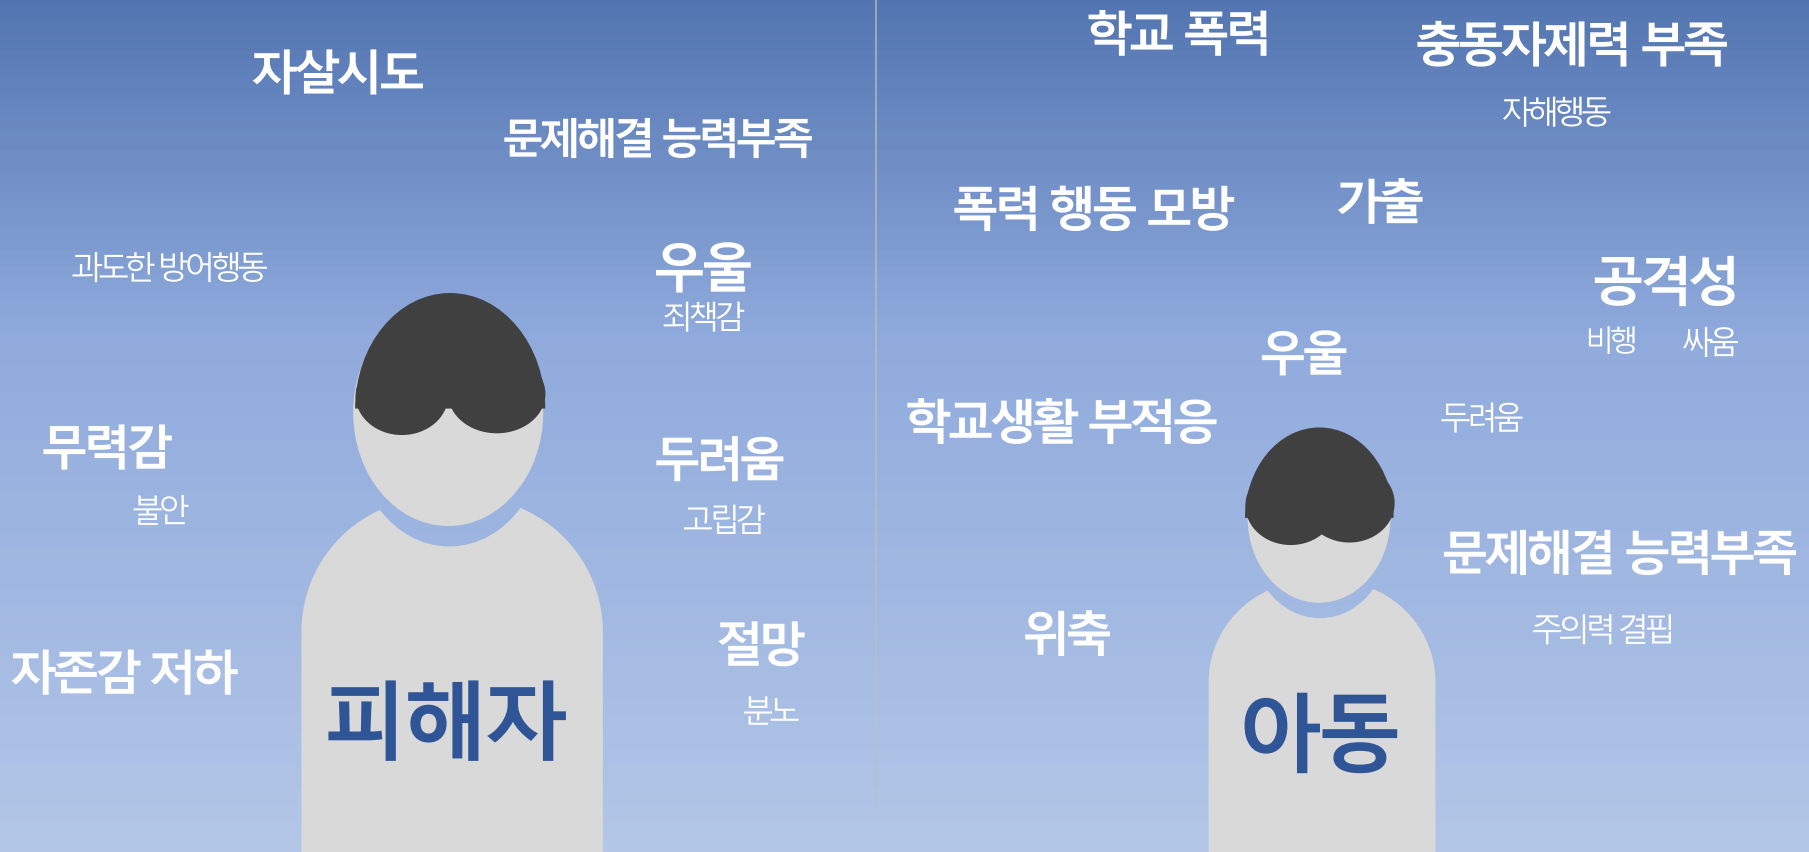 자살시도
문제해결 능력부족
과도한 방어행동
우울
죄책감
무력감
불안
두려움
고립감
자존감 저하
절망
분노
피해자
학교 폭력
충동자제력 부족
자해행동
폭력 행동 모방
가출
공격성
비행 싸움
우울
학교생활 부적응
두려움
문제해결 능력부족
주의력 결핍
위축
아동